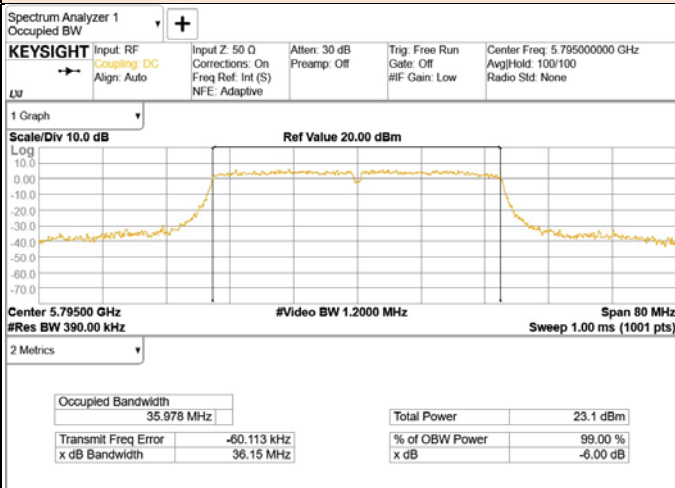 Spectrum Analyzer 1
Occupied BW
+
KEYSIGHT Input: RF Input Z: 50 Ω Atten: 30 dB Trig: Free Run Center Freq: 5.795000000 GHz
Coupling: DC Corrections: On Preamp: Off Gate: Off Avg|Hold: 100/100
Align: Auto Freq Ref: Int (S) #IF Gain: Low Radio Std: None
LXI NFE: Adaptive
1 Graph
Scale/Div 10.0 dB Ref Value 20.00 dBm
Log
10.0
0.00
-10.0
-20.0
-30.0
-40.0
-50.0
-60.0
-70.0
Center 5.79500 GHz #Video BW 1.2000 MHz Span 80 MHz
#Res BW 390.00 kHz Sweep 1.00 ms (1001 pts)
2 Metrics
Occupied Bandwidth
35.978 MHz Total Power 23.1 dBm
Transmit Freq Error -60.113 kHz % of OBW Power 99.00 %
x dB Bandwidth 36.15 MHz x dB -6.00 dB